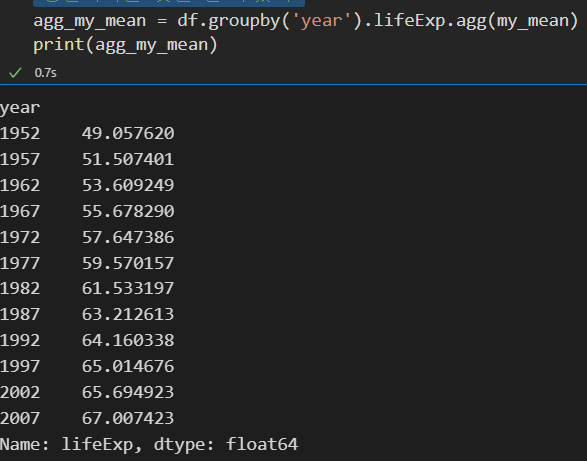 agg_my_mean = df.groupby('year').lifeExp.agg(my_mean)
print(agg_my_mean)
0.7s
year
1952    49.057620
1957    51.507401
1962    53.609249
1967    55.678290
1972    57.647386
1977    59.570157
1982    61.533197
1987    63.212613
1992    64.160338
1997    65.014676
2002    65.694923
2007    67.007423
Name: lifeExp, dtype: float64